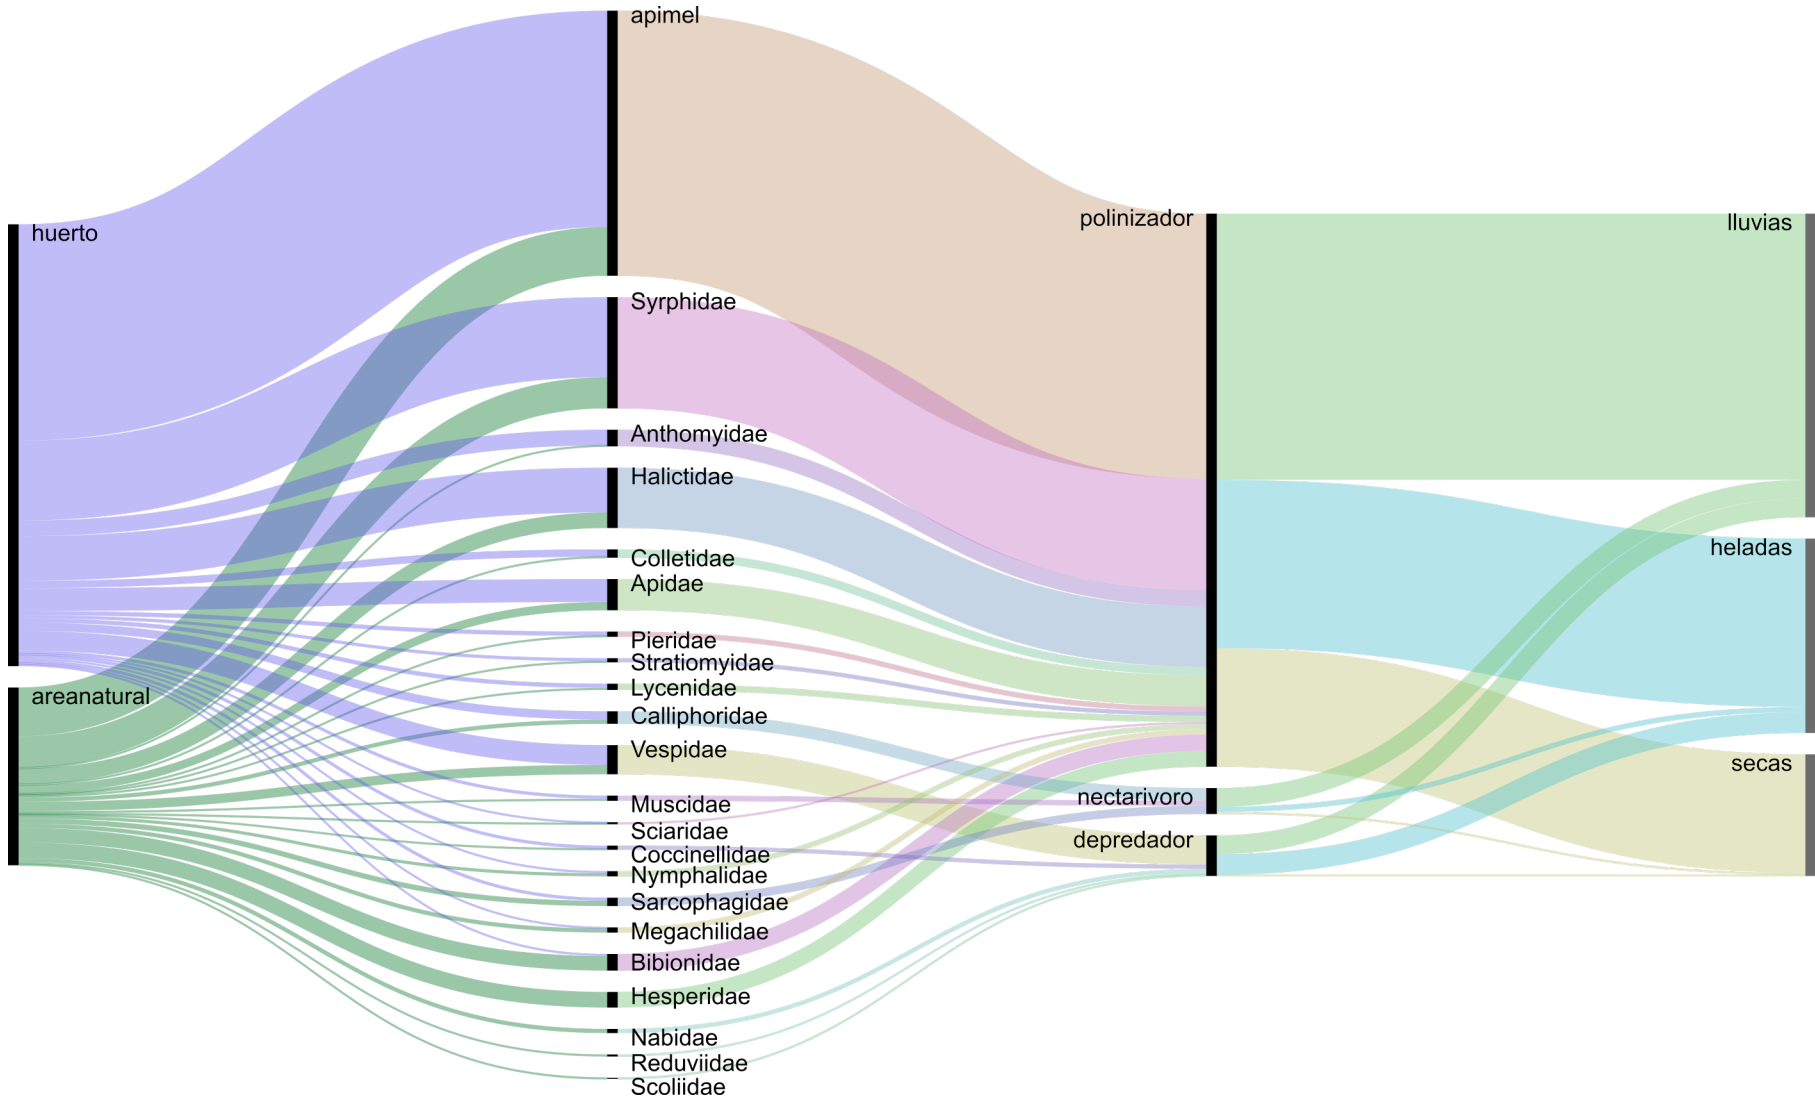 huerto
areanatural
apimel
Syrphidae
Anthomyidae
Halictidae
Colletidae
Apidae
Pieridae
Stratiomyidae
Lycenidae
Calliphoridae
Vespidae
Muscidae
Sciaridae
Coccinellidae
Nymphalidae
Sarcophagidae
Megachilidae
Bibionidae
Hesperidae
Nabidae
Reduviidae
Scoliidae
polinizador
nectarivoro
depredador
lluvias
heladas
secas